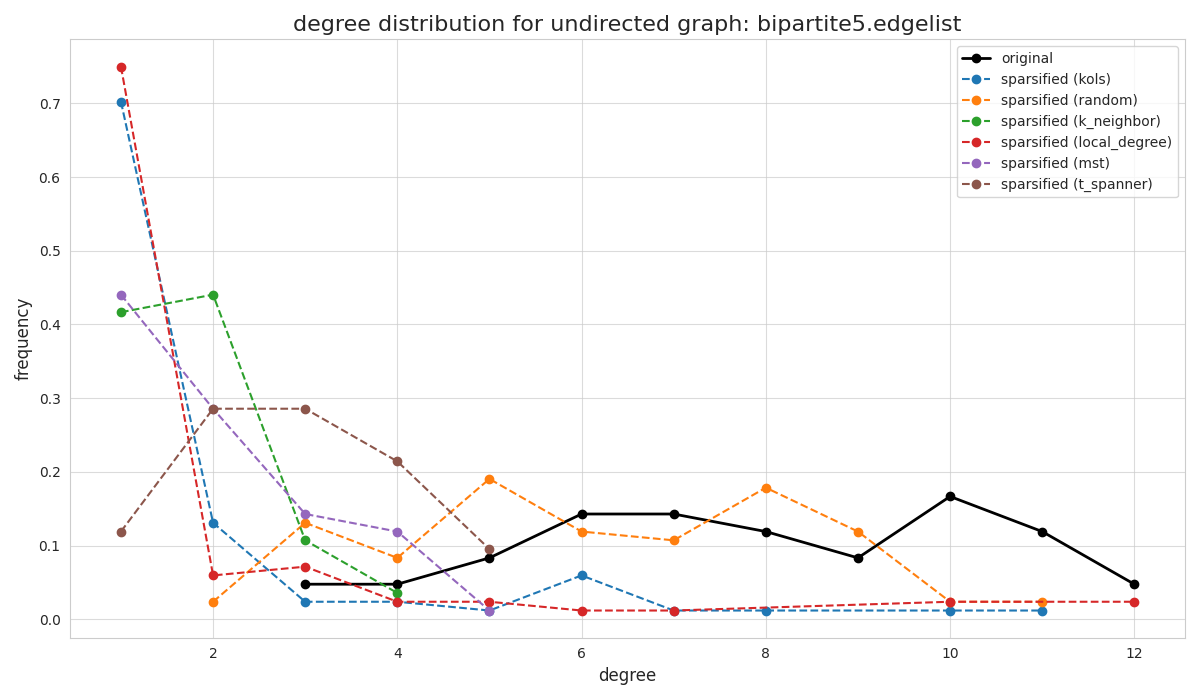 degree distribution for undirected graph: bipartite5.edgelist
original
sparsified (kols)
sparsified (random)
sparsified (k_neighbor)
sparsified (local_degree)
sparsified (mst)
sparsified (t_spanner)
frequency
0.7
0.6
0.5
0.4
0.3
0.2
0.1
0.0
2
4
6
8
10
12
degree